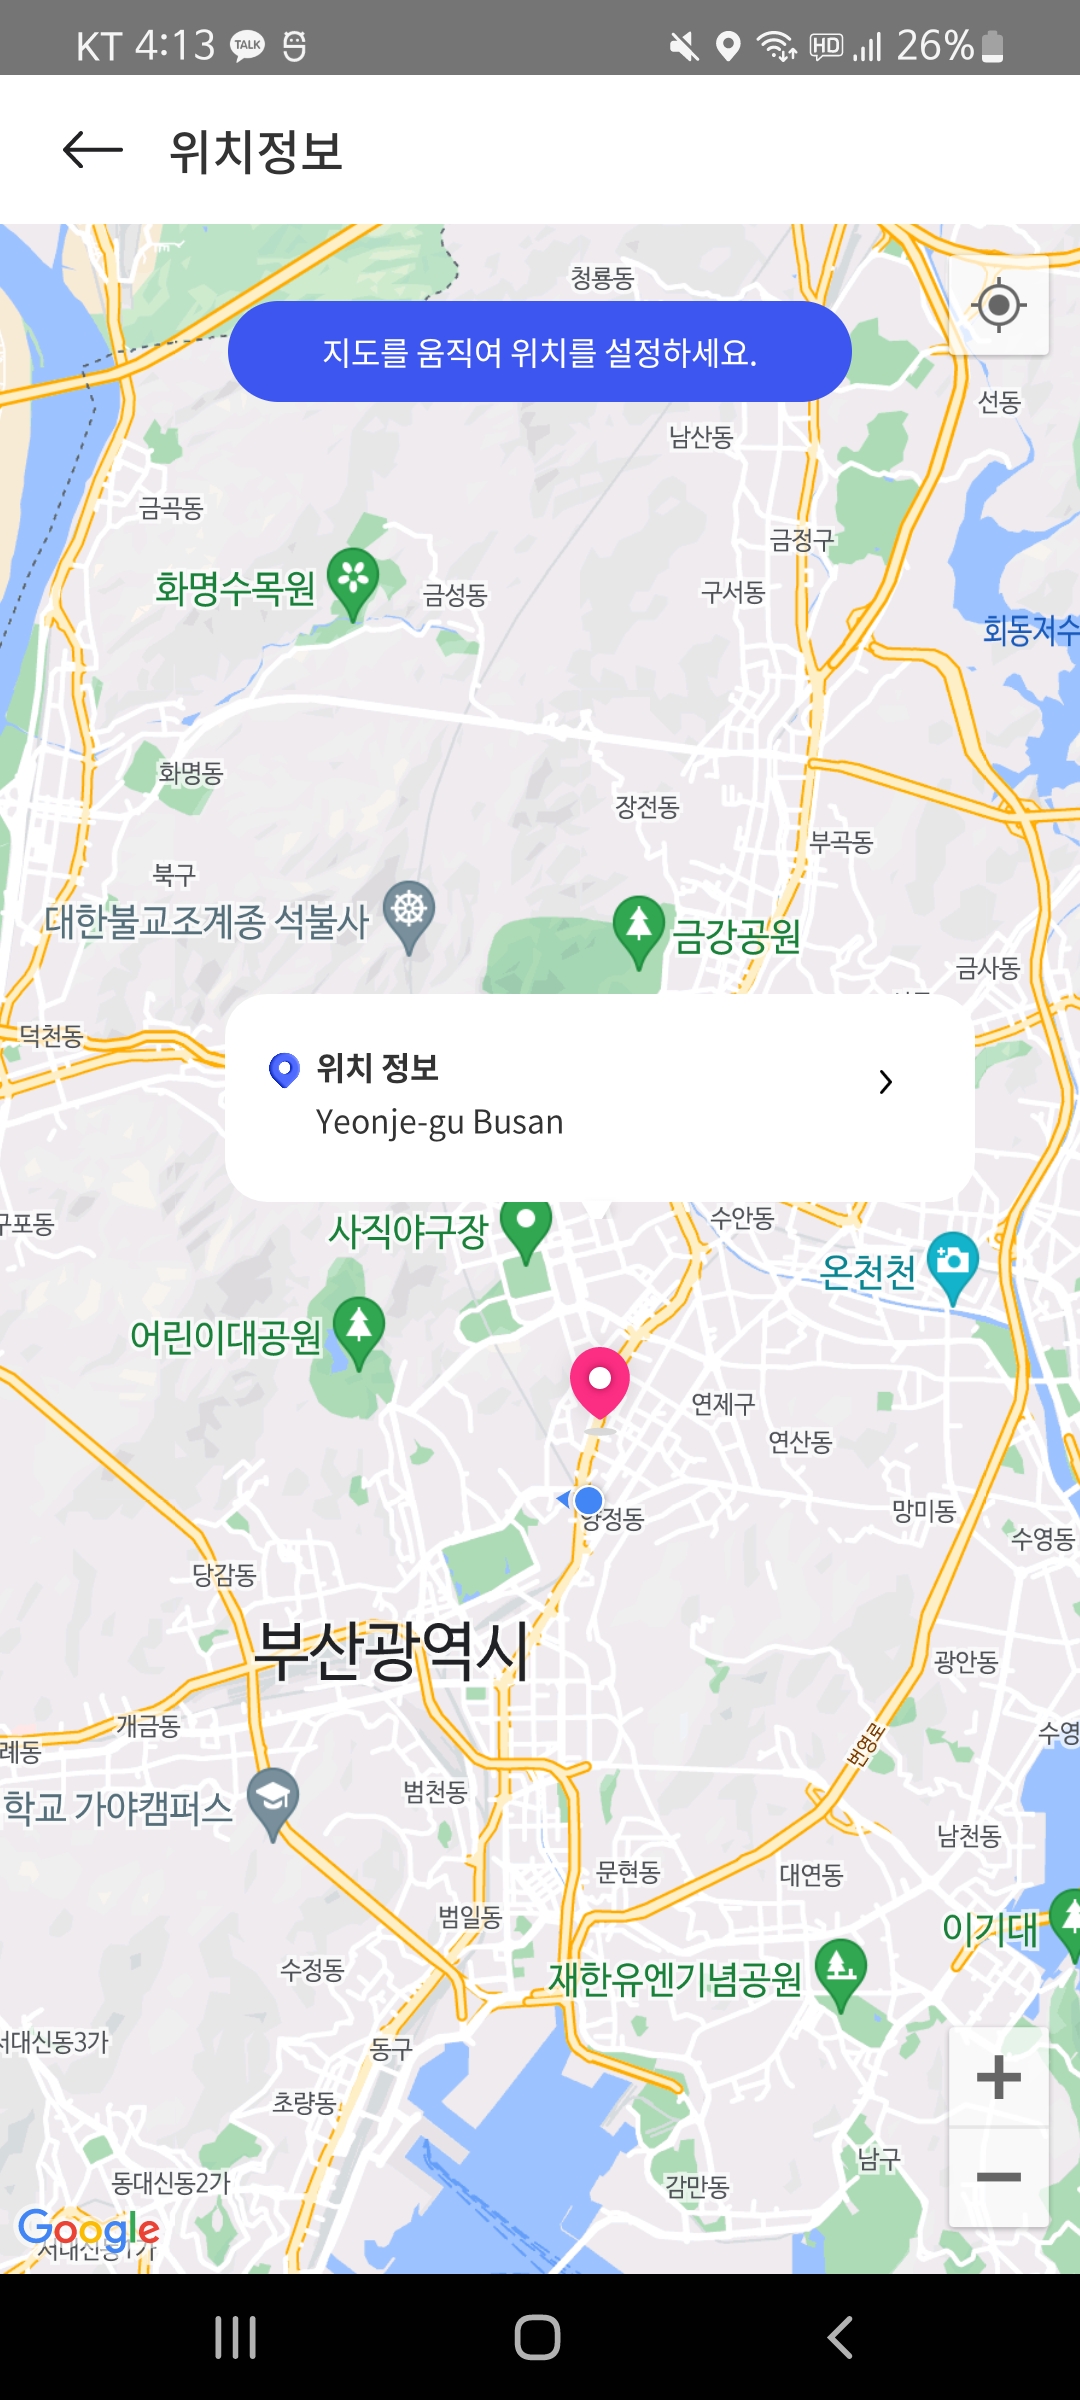 KT 4:13 TALK HD 26%
위치정보
청룡동
지도를 움직여 위치를 설정하세요.
선동
남산동
금곡동
금정구
화명수목원
금성동
구서동
회동저수
화명동
장전동
부곡동
북구
대한불교조계종 석불사
금강공원
금사동
덕천동
위치 정보
Yeonje-gu Busan
구포동
사직야구장
수안동
온천천
어린이대공원
연제구
연산동
양정동
망미동
수영동
당감동
부산광역시
광안동
개금동
수영
례동
번영로
범천동
학교 가야캠퍼스
남천동
문현동
대연동
범일동
이기대
수정동
재한유엔기념공원
서대신동3가
동구
초량동
남구
동대신동2가
감만동
Google
서대신동1가